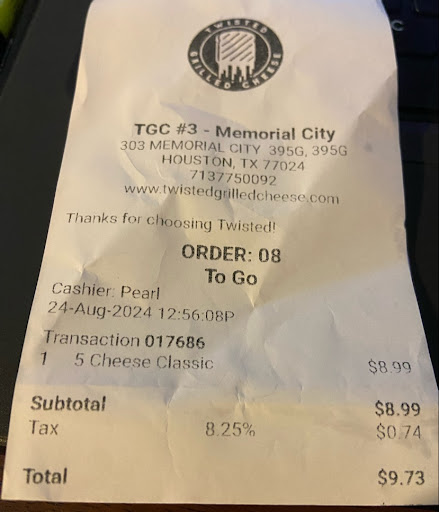 TWISTED
GRILLED CHEESE
TGC #3 - Memorial City
303 MEMORIAL CITY 395G, 395G
HOUSTON, TX 77024
7137750092
www.twistedgrilledcheese.com
Thanks for choosing Twisted!
ORDER: 08
To Go
Cashier: Pearl
24-Aug-2024 12:56:08P
Transaction 017686
1 5 Cheese Classic $8.99
Subtotal $8.99
Tax 8.25% $0.74
Total $9.73